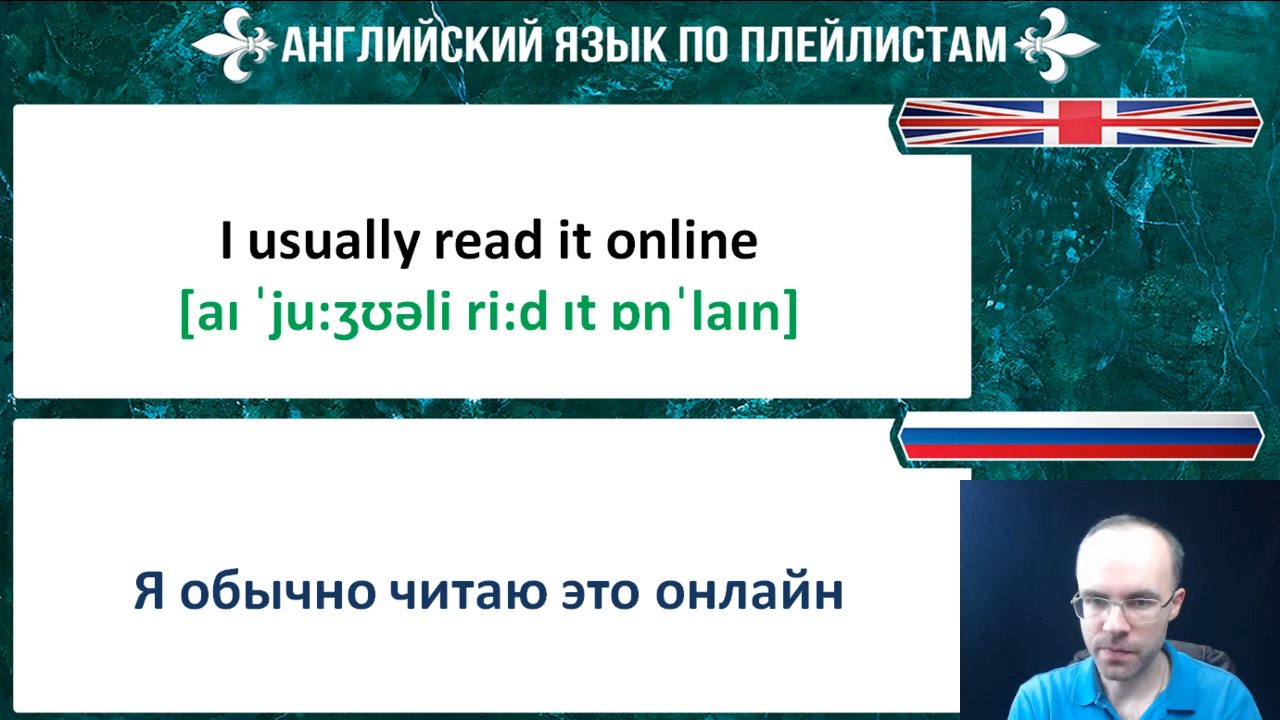 АНГЛИЙСКИЙ ЯЗЫК ПО ПЛЕЙЛИСТАМ
I usually read it online
[aɪ ˈju:ʒʊəli ri:d ɪt ɒnˈlaɪn]
Я обычно читаю это онлайн